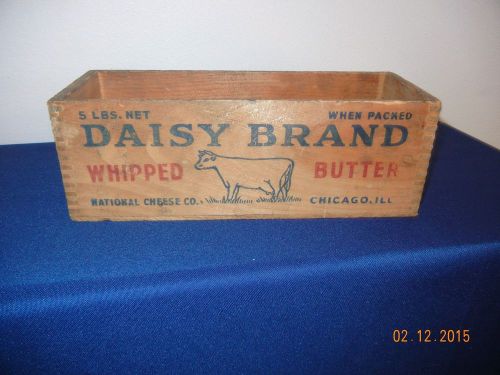 5 LBS. NET WHEN PACKED
DAISY BRAND
WHIPPED BUTTER
NATIONAL CHEESE CO. CHICAGO, ILL
02.12.2015